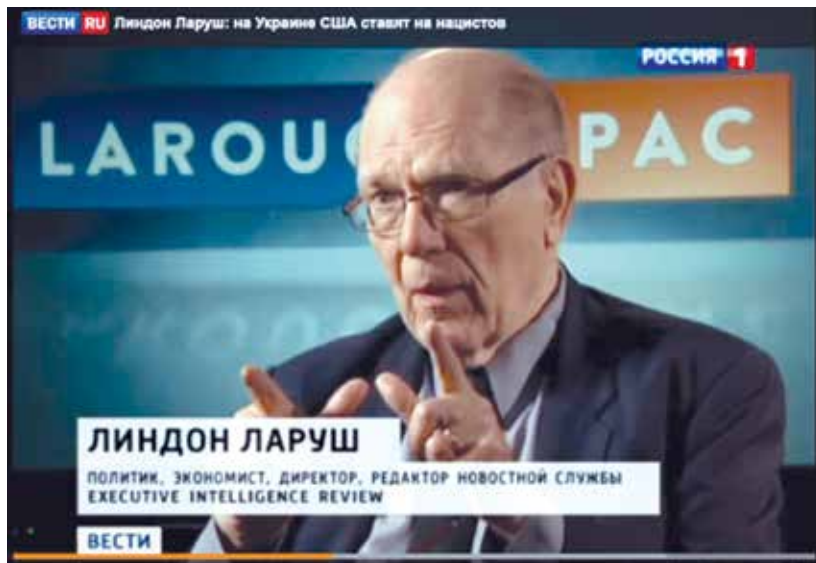 ВЕСТИ RU Линдон Ларуш: на Украине США ставят на нацистов
РОССИЯ 1
LAROU PAC
ЛИНДОН ЛАРУШ
ПОЛИТИК, ЭКОНОМИСТ, ДИРЕКТОР, РЕДАКТОР НОВОСТНОЙ СЛУЖБЫ
EXECUTIVE INTELLIGENCE REVIEW
ВЕСТИ